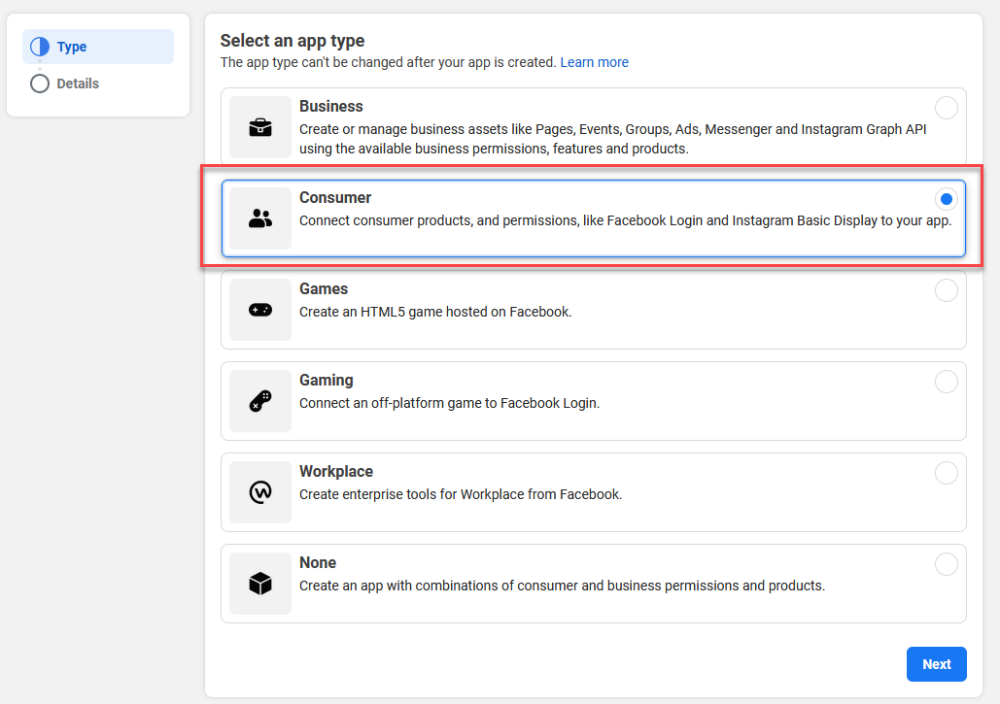 Type
Details
Select an app type
The app type can't be changed after your app is created. Learn more
Business
Create or manage business assets like Pages, Events, Groups, Ads, Messenger and Instagram Graph API
using the available business permissions, features and products.
Consumer
Connect consumer products, and permissions, like Facebook Login and Instagram Basic Display to your app.
Games
Create an HTML5 game hosted on Facebook.
Gaming
Connect an off-platform game to Facebook Login.
Workplace
Create enterprise tools for Workplace from Facebook.
None
Create an app with combinations of consumer and business permissions and products.
Next